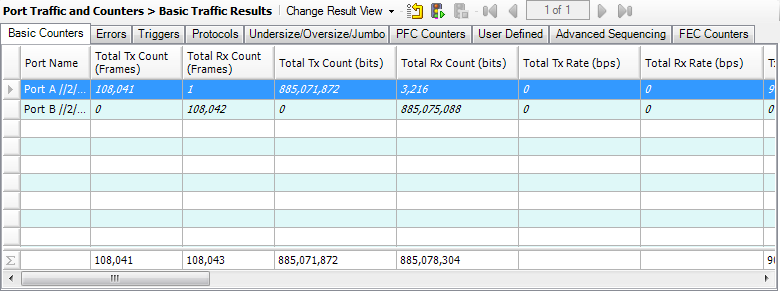 Port Traffic and Counters > Basic Traffic Results Change Result View 1 of 1
Basic Counters Errors Triggers Protocols Undersize/Oversize/Jumbo PFC Counters User Defined Advanced Sequencing FEC Counters
Port Name Total Tx Count (Frames) Total Rx Count (Frames) Total Tx Count (bits) Total Rx Count (bits) Total Tx Rate (bps) Total Rx Rate (bps)
Port A //2/... 108,041 1 885,071,872 3,216 0 0 9
Port B //2/... 0 108,042 0 885,075,088 0 0
Σ 108,041 108,043 885,071,872 885,078,304